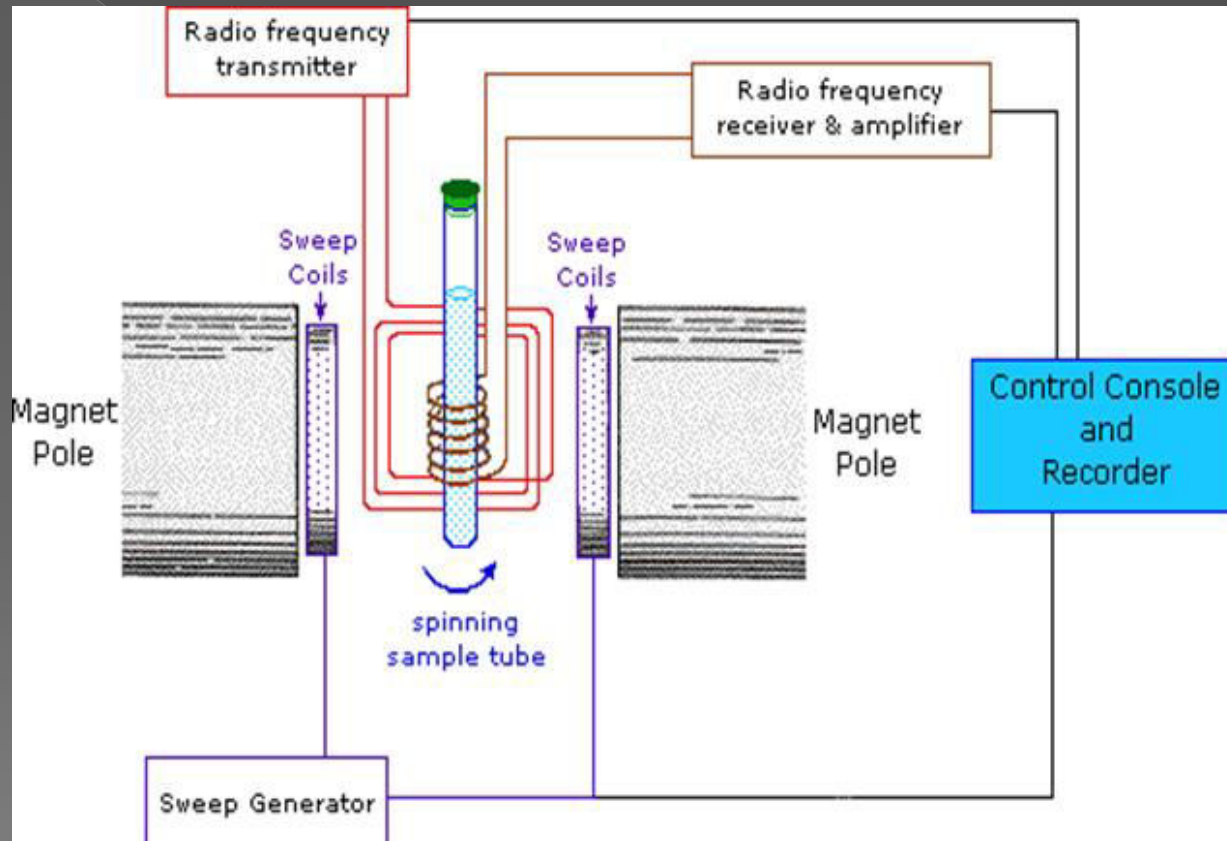 Radio frequency
transmitter
Radio frequency
receiver & amplifier
Sweep
Coils
Sweep
Coils
Magnet
Pole
Magnet
Pole
Control Console
and
Recorder
spinning
sample tube
Sweep Generator